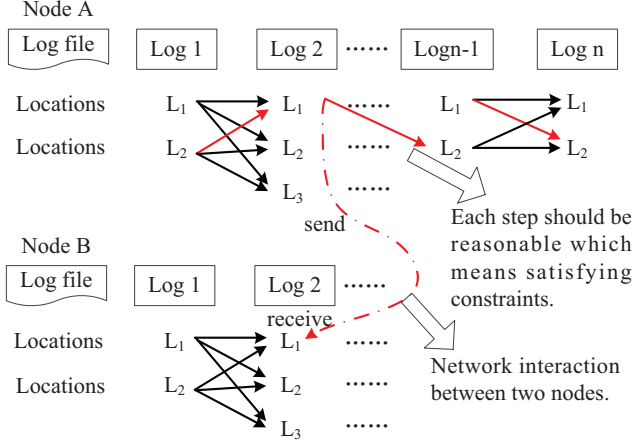 Node A
Log file Log 1 Log 2 ...... Logn-1 Log n
Locations L1 L1 ...... L1 L1
Locations L2 L2 ...... L2 L2
L3 ......
send
Each step should be
reasonable which
means satisfying
constraints.
Node B
Log file Log 1 Log 2 ......
receive
Locations L1 L1
Locations L2 L2 ......
L3 ......
Network interaction
between two nodes.